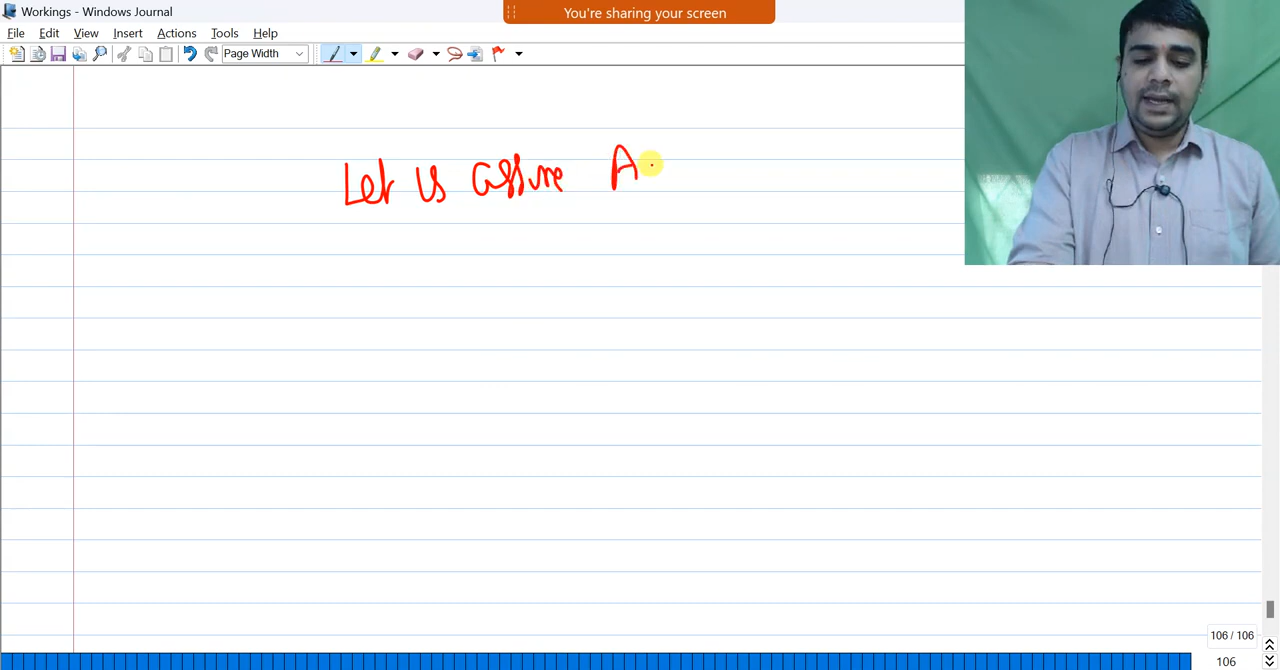 Workings - Windows Journal
You're sharing your screen
File Edit View Insert Actions Tools Help
Page Width
Let us assume A
106 / 106
106